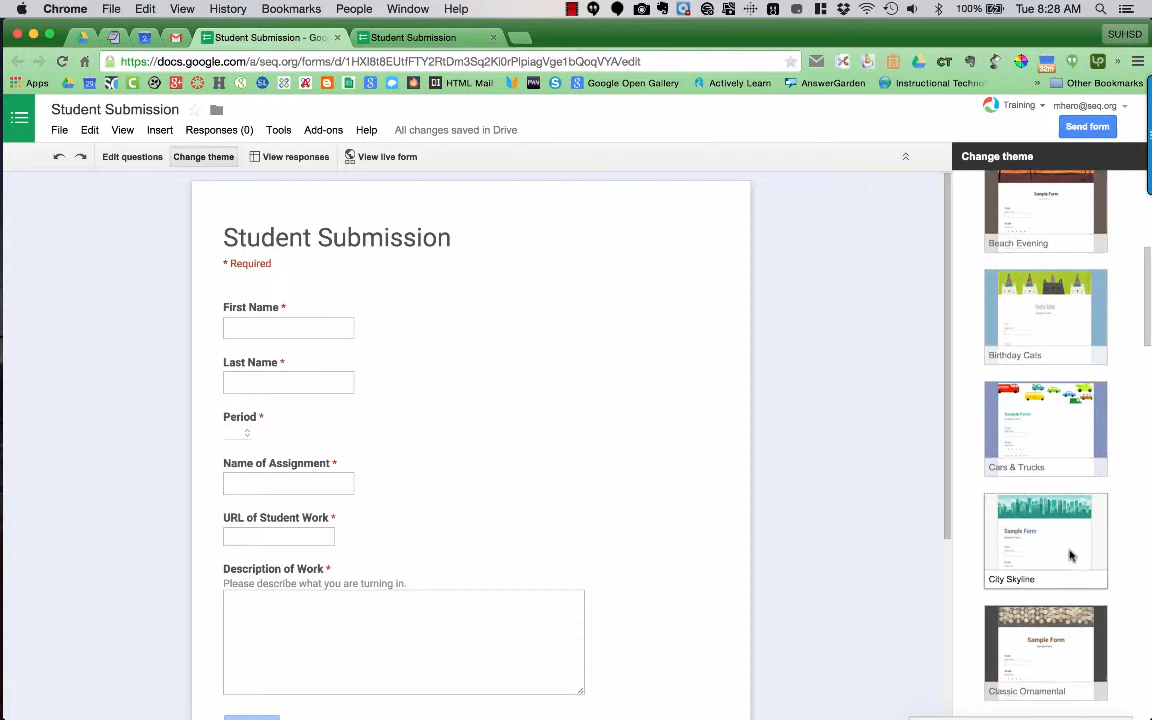 Chrome File Edit View History Bookmarks People Window Help 100% Tue 8:28 AM
Student Submission - Goo Student Submission SUHSD
https://docs.google.com/a/seq.org/forms/d/1HXI8t8EUtfFTY2RtDm3Sq2Ki0rPlpiagVge1bQoqVYA/edit
Apps HTML Mail Google Open Gallery Actively Learn AnswerGarden Instructional Technol » Other Bookmarks
Student Submission
Training mhero@seq.org
File Edit View Insert Responses (0) Tools Add-ons Help All changes saved in Drive
Send form
Edit questions Change theme View responses View live form
Change theme
Student Submission
* Required
First Name *
Last Name *
Period *
Name of Assignment *
URL of Student Work *
Description of Work *
Please describe what you are turning in.
Sample Form
Beach Evening
Birthday Cats
Cars & Trucks
Sample Form
City Skyline
Sample Form
Classic Ornamental